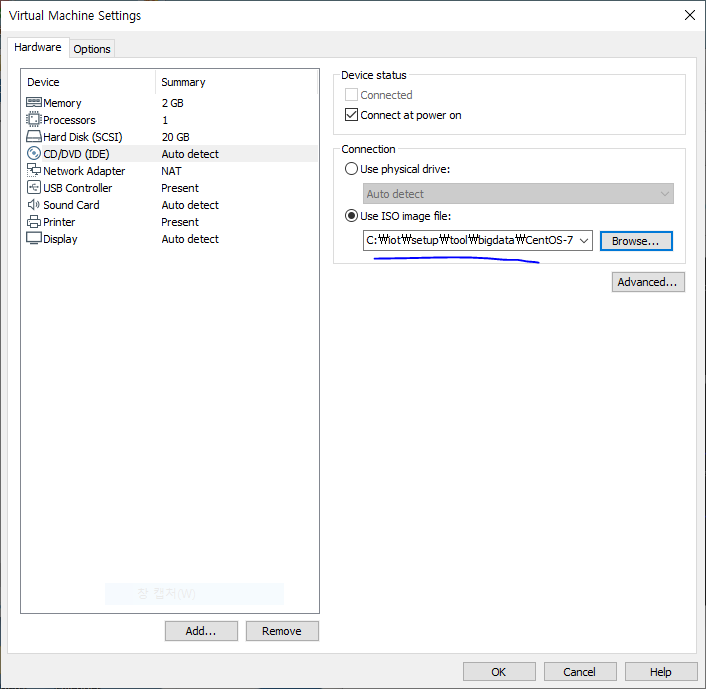 Virtual Machine Settings
Hardware Options
Device Summary
Memory 2 GB
Processors 1
Hard Disk (SCSI) 20 GB
CD/DVD (IDE) Auto detect
Network Adapter NAT
USB Controller Present
Sound Card Auto detect
Printer Present
Display Auto detect
Add... Remove
Device status
Connected
Connect at power on
Connection
Use physical drive:
Auto detect
Use ISO image file:
C:₩iot₩setup₩tool₩bigdata₩CentOS-7 Browse...
Advanced...
창 캡처(W)
OK Cancel Help